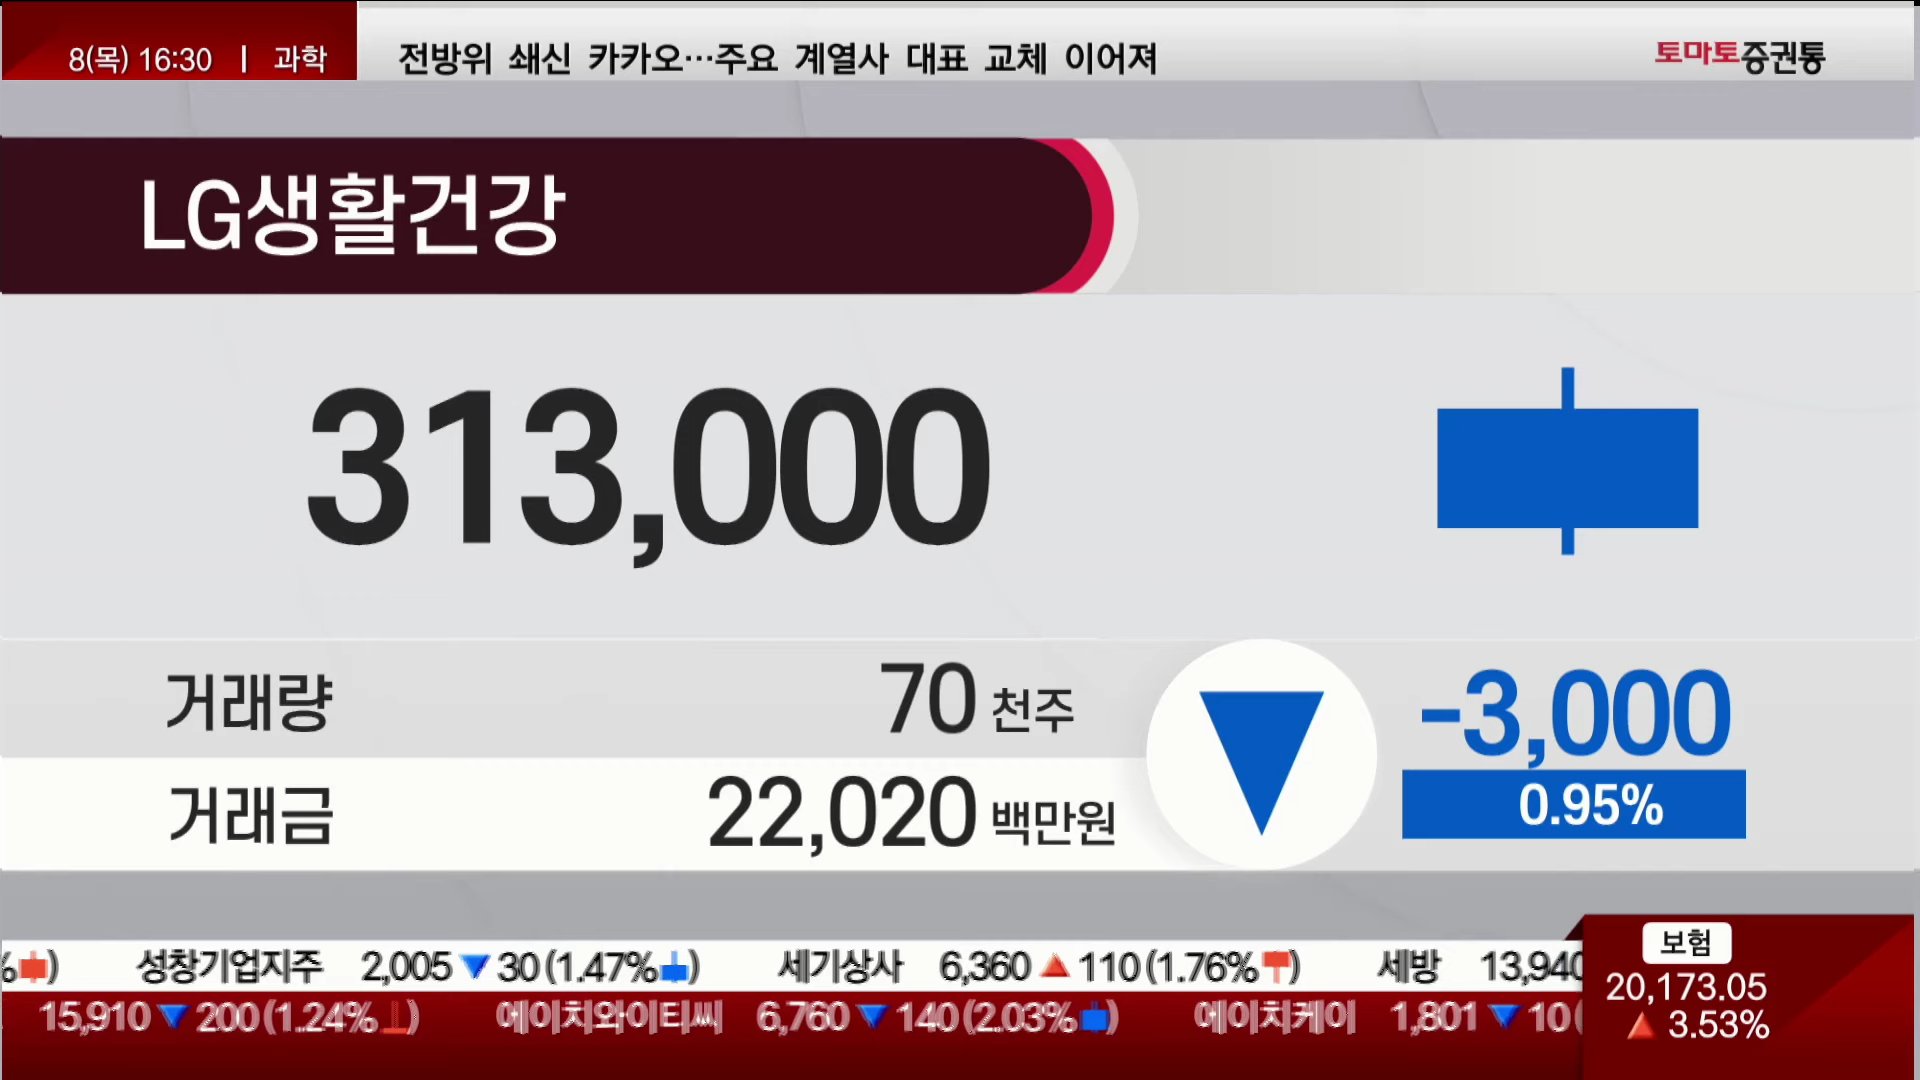 8(목) 16:30 | 과학
전방위 쇄신 카카오…주요 계열사 대표 교체 이어져
토마토증권통
LG생활건강
313,000
거래량 70 천주
-3,000
0.95%
거래금 22,020 백만원
%) 성창기업지주 2,005 ▼ 30 (1.47% ) 세기상사 6,360 ▲ 110 (1.76% ) 세방 13,940
15,910 ▼ 200 (1.24% ) 에이치와이티씨 6,760 ▼ 140 (2.03% ) 에이치케이 1,801 ▼ 10 (
보험
20,173.05
▲ 3.53%